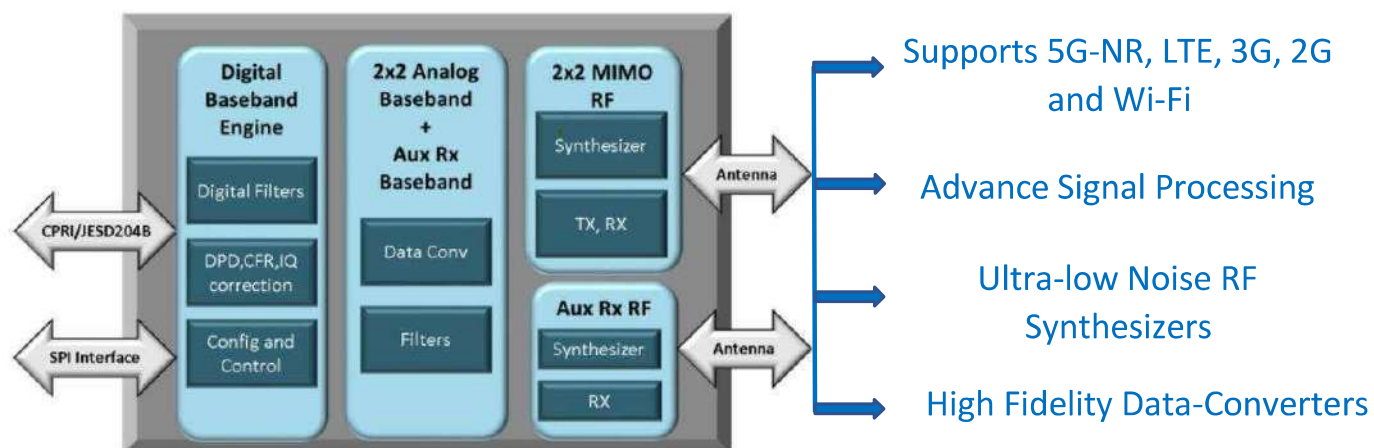 Digital
Baseband
Engine
Digital Filters
DPD,CFR,IQ
correction
Config and
Control
CPRI/JESD204B
SPI Interface
2x2 Analog
Baseband
+
Aux Rx
Baseband
Data Conv
Filters
2x2 MIMO
RF
Synthesizer
TX, RX
Aux Rx RF
Synthesizer
RX
Antenna
Antenna
Supports 5G-NR, LTE, 3G, 2G
and Wi-Fi
Advance Signal Processing
Ultra-low Noise RF
Synthesizers
High Fidelity Data-Converters